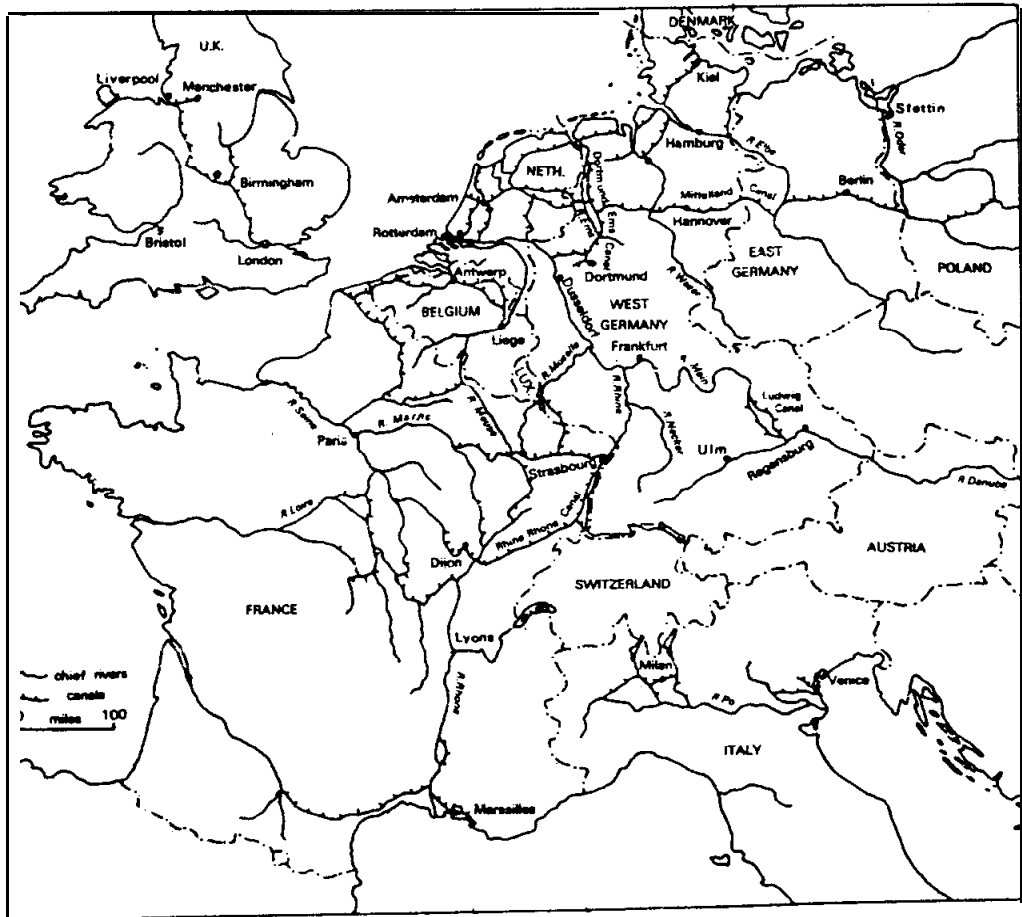 DENMARK
U.K.
Kiel
Liverpool
Manchester
Stettin
R. Oder
Hamburg
R. Elbe
NETH.
Dortmund Ems Canal
R. Ems
Birmingham
Amsterdam
Mittelland Canal
Berlin
Hannover
Rotterdam
Bristol
London
EAST
GERMANY
POLAND
Antwerp
Dortmund
R. Weser
Dusseldorf
WEST
GERMANY
BELGIUM
Liege
Frankfurt
R. Moselle
LUX.
Main
R. Rhine
Ludwig
Canal
R. Seine
R. Marne
R. Meuse
R. Neckar
Paris
Ulm
Strasbourg
Regensburg
R. Danube
R. Loire
Rhine Rhone Canal
AUSTRIA
Dijon
SWITZERLAND
FRANCE
Lyons
Milan
chief rivers
Venice
canals
R. Rhone
R. Po
0 miles 100
ITALY
Marsailles